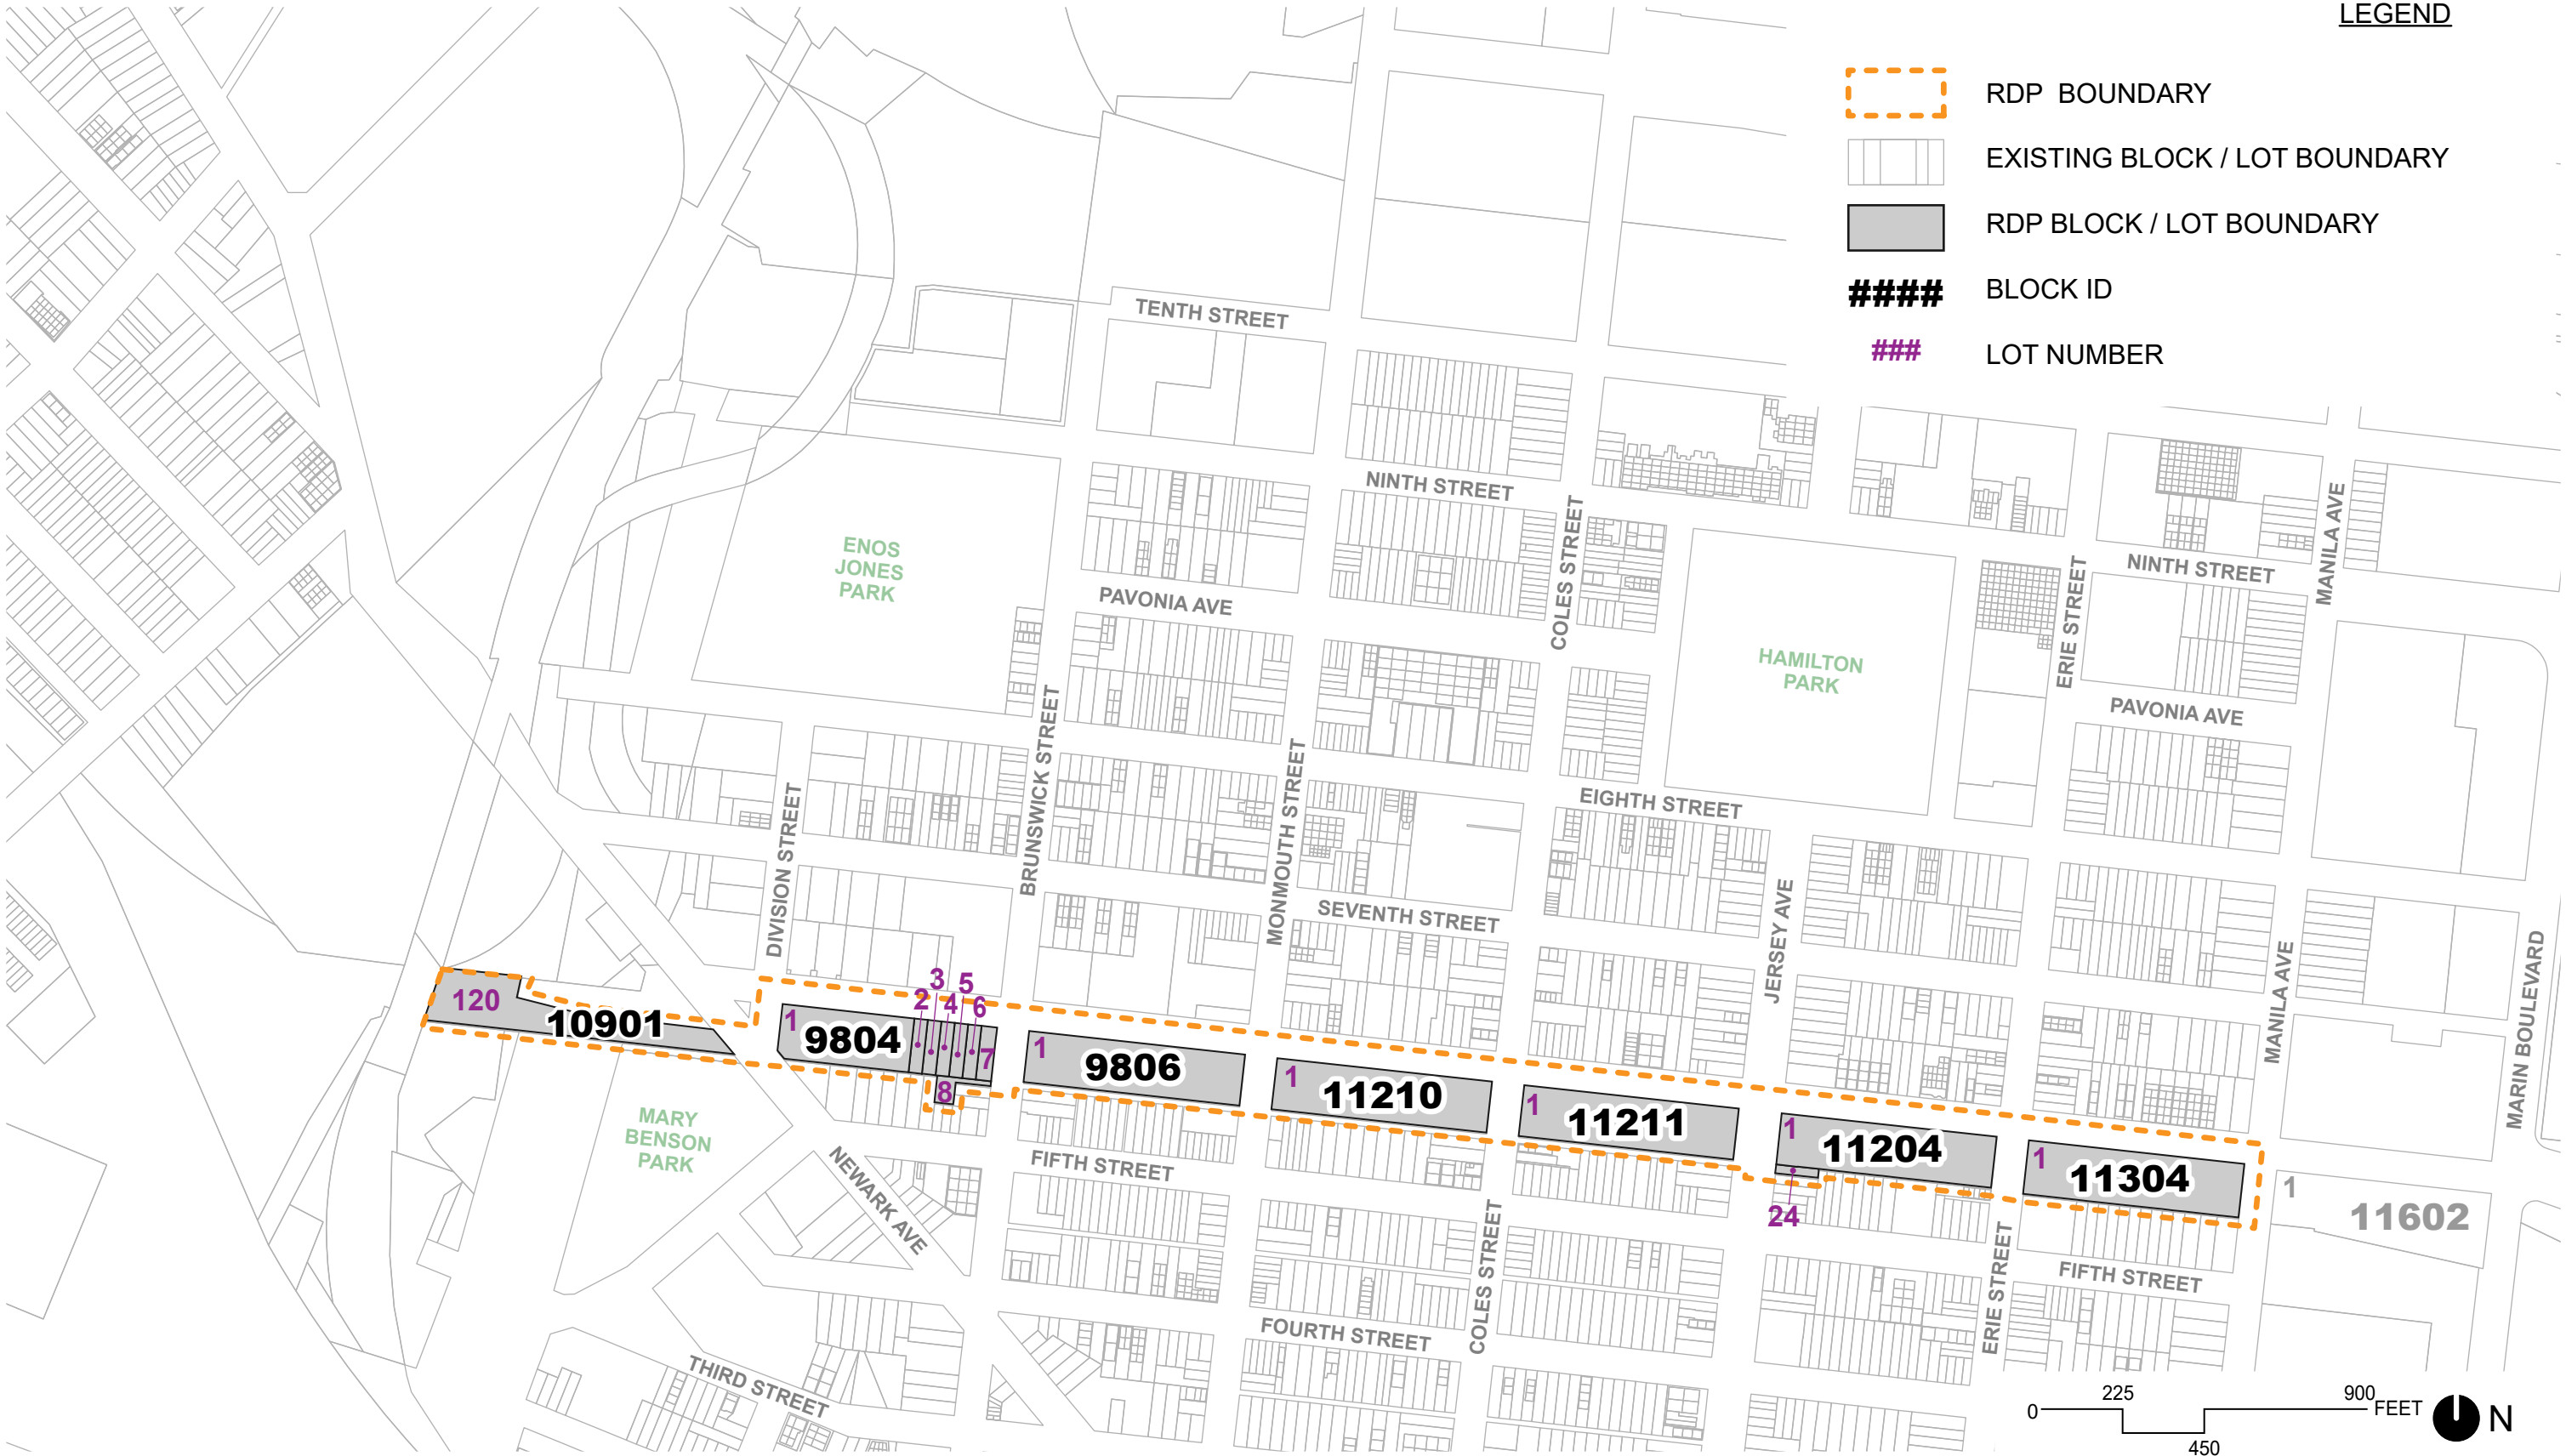 LEGEND
RDP BOUNDARY
EXISTING BLOCK / LOT BOUNDARY
RDP BLOCK / LOT BOUNDARY
#### BLOCK ID
### LOT NUMBER
TENTH STREET
NINTH STREET
COLES STREET
MANILA AVE
NINTH STREET
ERIE STREET
ENOS
JONES
PARK
PAVONIA AVE
HAMILTON
PARK
PAVONIA AVE
BRUNSWICK STREET
MONMOUTH STREET
DIVISION STREET
EIGHTH STREET
SEVENTH STREET
JERSEY AVE
MANILA AVE
MARIN BOULEVARD
120
10901
1
9804
2
3
4
5
6
7
8
1
9806
1
11210
1
11211
1
11204
24
1
11304
1
11602
MARY
BENSON
PARK
NEWARK AVE
FIFTH STREET
COLES STREET
ERIE STREET
FIFTH STREET
FOURTH STREET
THIRD STREET
225
900
0
FEET
450
N